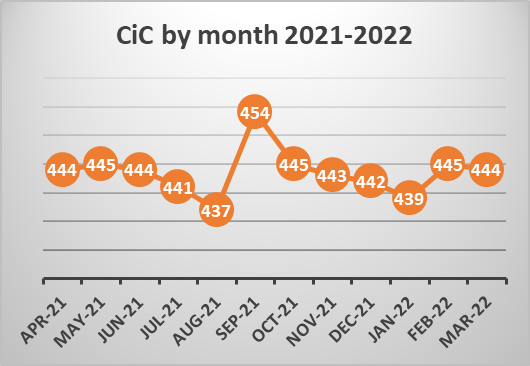 CiC by month 2021-2022
444
445
444
441
437
454
445
443
442
439
445
444
APR-21
MAY-21
JUN-21
JUL-21
AUG-21
SEP-21
OCT-21
NOV-21
DEC-21
JAN-22
FEB-22
MAR-22